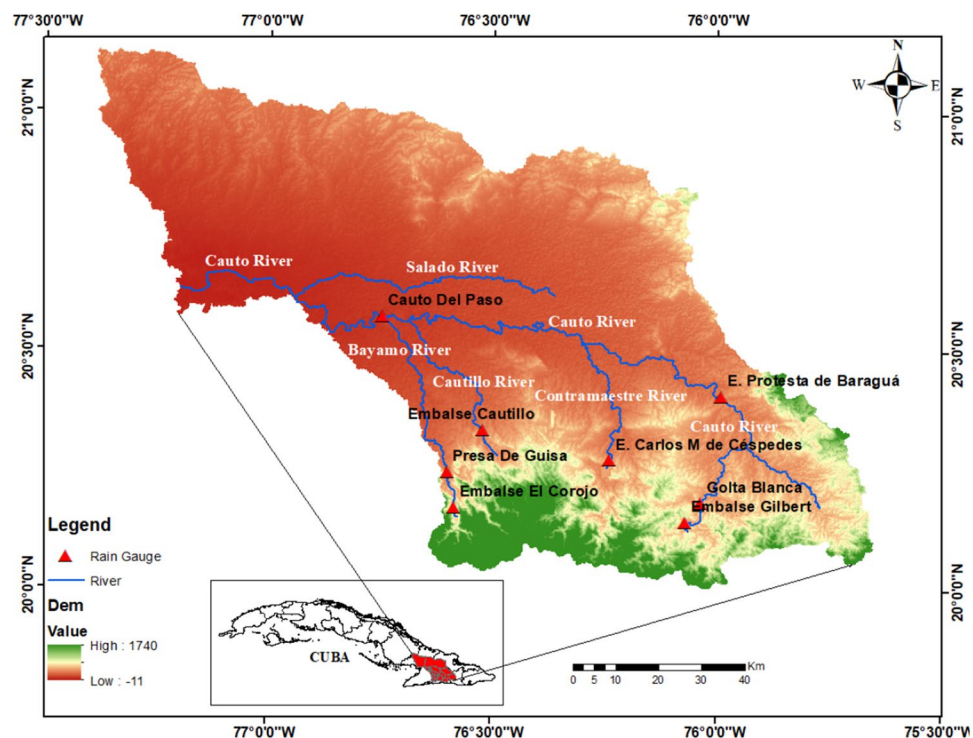 77°30'0"W 77°0'0"W 76°30'0"W 76°0'0"W 75°30'0"W
N
W E
S
21°0'0"N
21°0'0"N
Cauto River
Salado River
Cauto Del Paso
Cauto River
20°30'0"N
20°30'0"N
Bayamo River
Cautillo River
E. Protesta de Baraguá
Contramaestre River
Embalse Cautillo
Cauto River
E. Carlos M de Céspedes
Presa De Guisa
Golta Blanca
Embalse El Corojo
Embalse Gilbert
Legend
Rain Gauge
River
Dem
Value
High : 1740
Low : -11
20°0'0"N
20°0'0"N
CUBA
Km
0 5 10 20 30 40
77°0'0"W 76°30'0"W 76°0'0"W 75°30'0"W